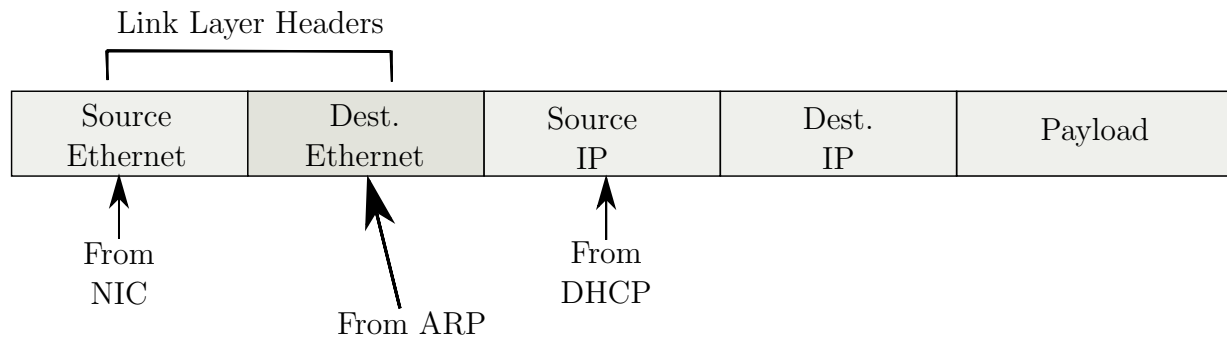 Link Layer Headers
Source
Ethernet
Dest.
Ethernet
Source
IP
Dest.
IP
Payload
From
NIC
From ARP
From
DHCP